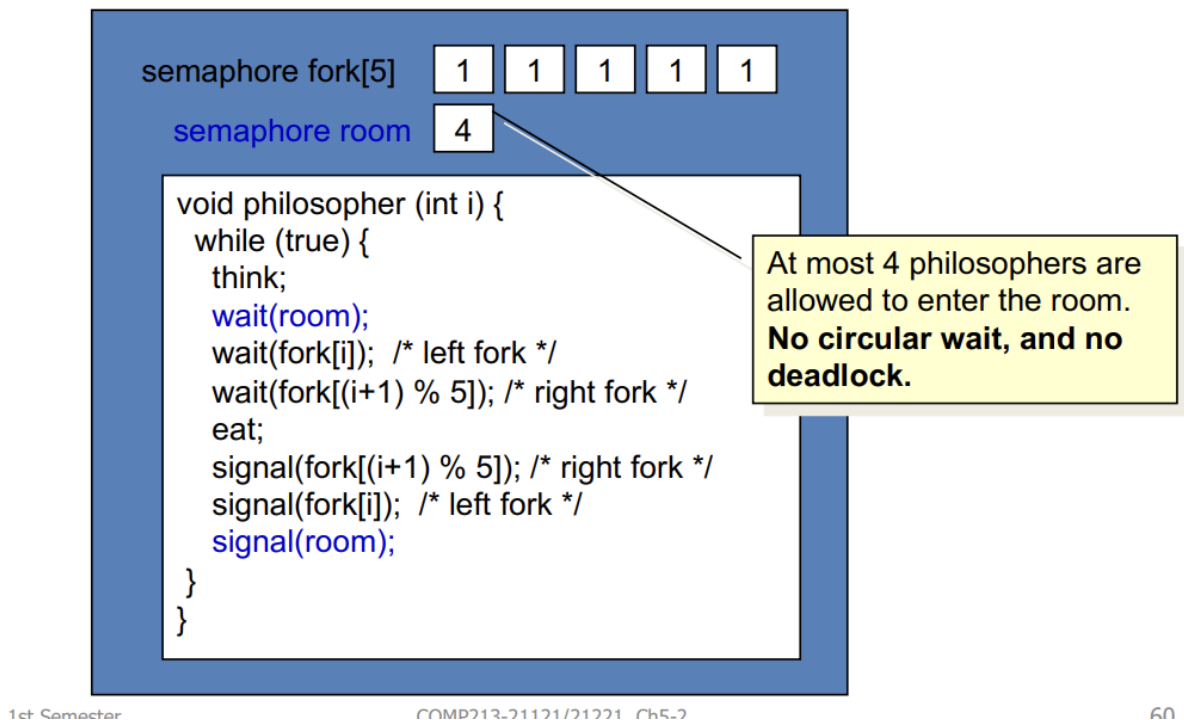 semaphore fork[5] 1 1 1 1 1
semaphore room 4
void philosopher (int i) {
while (true) {
think;
wait(room);
wait(fork[i]); /* left fork */
wait(fork[(i+1) % 5]); /* right fork */
eat;
signal(fork[(i+1) % 5]); /* right fork */
signal(fork[i]); /* left fork */
signal(room);
}
}
At most 4 philosophers are
allowed to enter the room.
No circular wait, and no
deadlock.
1st Semester COMP213-21121/21221 Ch5-2 60